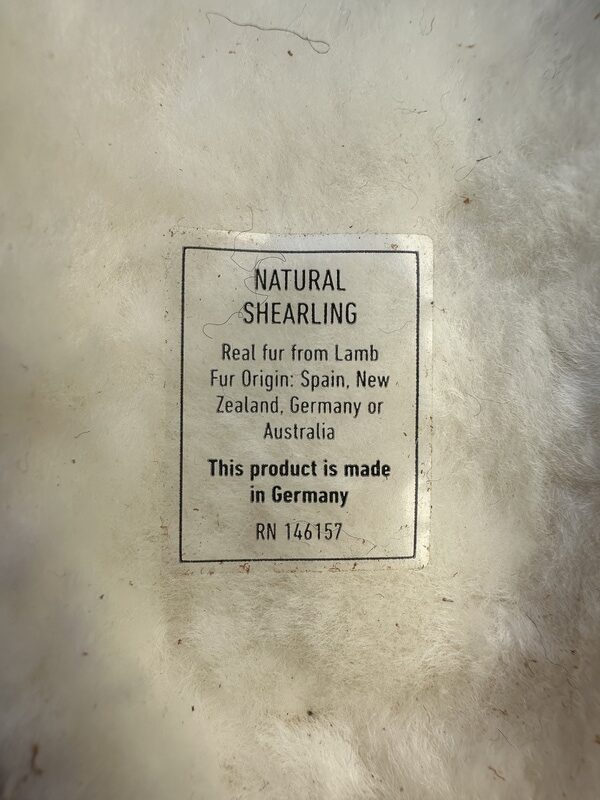 NATURAL
SHEARLING
Real fur from Lamb
Fur Origin: Spain, New
Zealand, Germany or
Australia
This product is made
in Germany
RN 146157